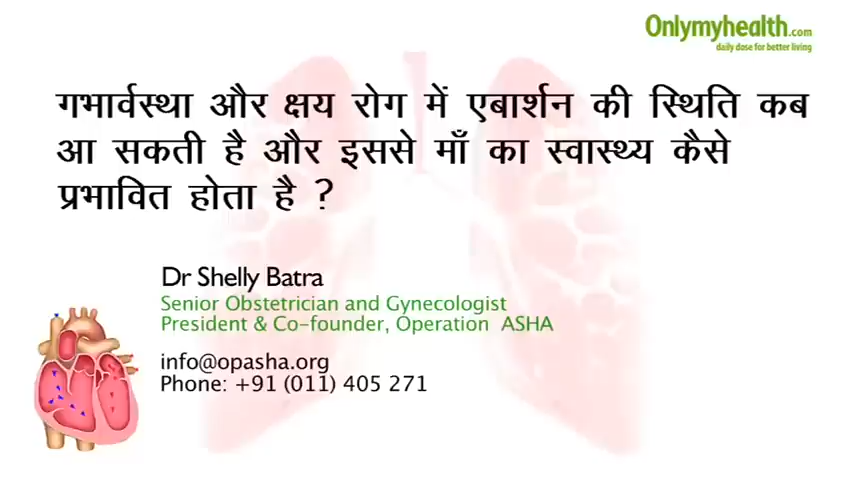 Onlymyhealth.com
daily dose for better living
गभार्वस्था और क्षय रोग में एबार्शन की स्थिति कब
आ सकती है और इससे माँ का स्वास्थ्य कैसे
प्रभावित होता है ?
Dr Shelly Batra
Senior Obstetrician and Gynecologist
President & Co-founder, Operation ASHA
info@opasha.org
Phone: +91 (011) 405 271